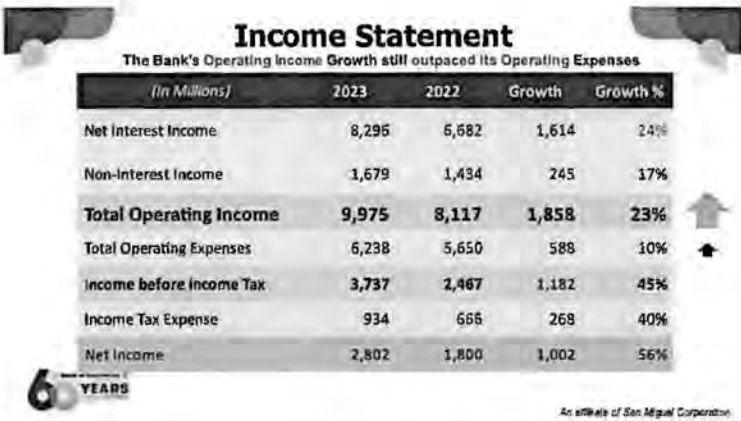 Income Statement
The Bank's Operating Income Growth still outpaced its Operating Expenses
(In Millions) 2023 2022 Growth Growth %
Net Interest Income 8,296 6,682 1,614 24%
Non-Interest Income 1,679 1,434 245 17%
Total Operating Income 9,975 8,117 1,858 23%
Total Operating Expenses 6,238 5,650 588 10%
Income before Income Tax 3,737 2,467 1,182 45%
Income Tax Expense 934 666 268 40%
Net Income 2,802 1,800 1,002 56%
60
YEARS
An affiliate of San Miguel Corporation